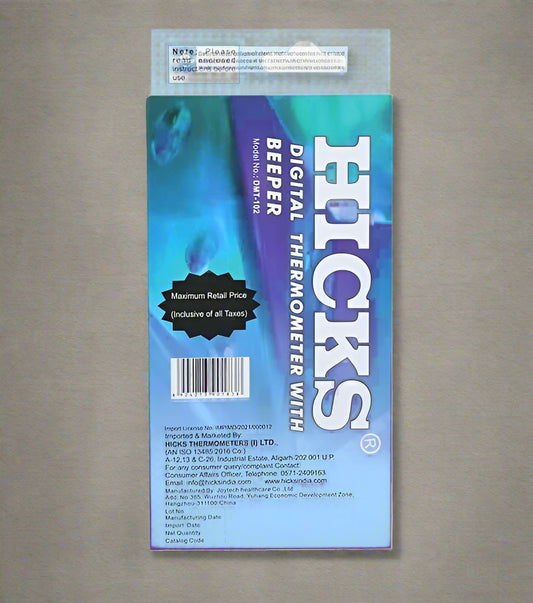 Note: Please
read enclosed
instruction before
use.
HICKS®
DIGITAL THERMOMETER WITH
BEEPER
Model No.: DMT-102
Maximum Retail Price
(Inclusive of all Taxes)
Import License No: IMP/MD/2021/000012
Imported & Marketed By:
HICKS THERMOMETERS (I) LTD.,
(AN ISO 13485:2016 Co.)
A-12,13 & C-26, Industrial Estate, Aligarh-202 001 U.P.
For any consumer query/complaint Contact:
Consumer Affairs Officer, Telephone: 0571-2409163
Email: info@hicksindia.com www.hicksindia.com
Manufactured By: Joytech healthcare Co.,Ltd
Add: No.365, Wuzhou Road, Yuhang Economic Development Zone,
Hangzhou-311100 China
Lot No
Manufacturing Date
Import Date
Net Quantity
Catalog Code